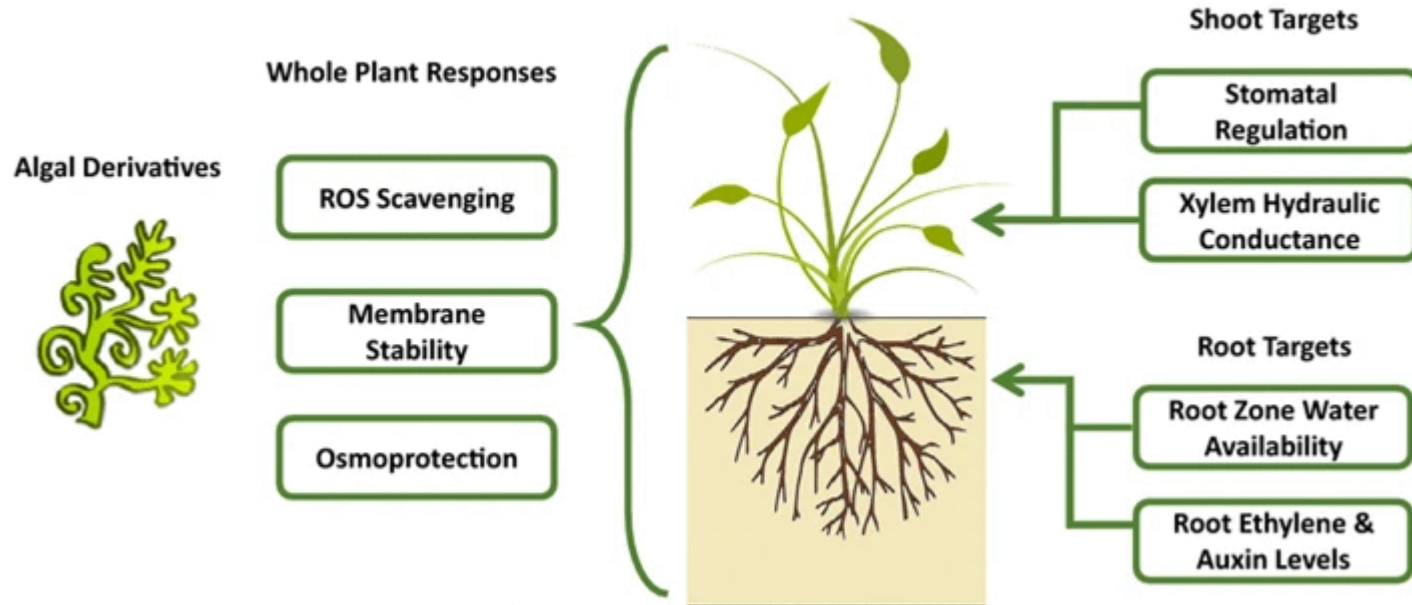 Algal Derivatives
Whole Plant Responses
ROS Scavenging
Membrane
Stability
Osmoprotection
Shoot Targets
Stomatal
Regulation
Xylem Hydraulic
Conductance
Root Targets
Root Zone Water
Availability
Root Ethylene &
Auxin Levels